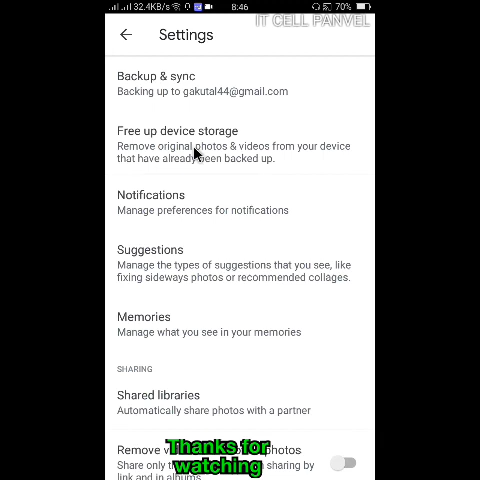 32.4KB/s 8:46 70%
IT CELL PANVEL
Settings
Backup & sync
Backing up to gakutal44@gmail.com
Free up device storage
Remove original photos & videos from your device
that have already been backed up.
Notifications
Manage preferences for notifications
Suggestions
Manage the types of suggestions that you see, like
fixing sideways photos or recommended collages.
Memories
Manage what you see in your memories
SHARING
Shared libraries
Automatically share photos with a partner
Remove photos
Share only sharing by
link and in albums
Thanks for
watching